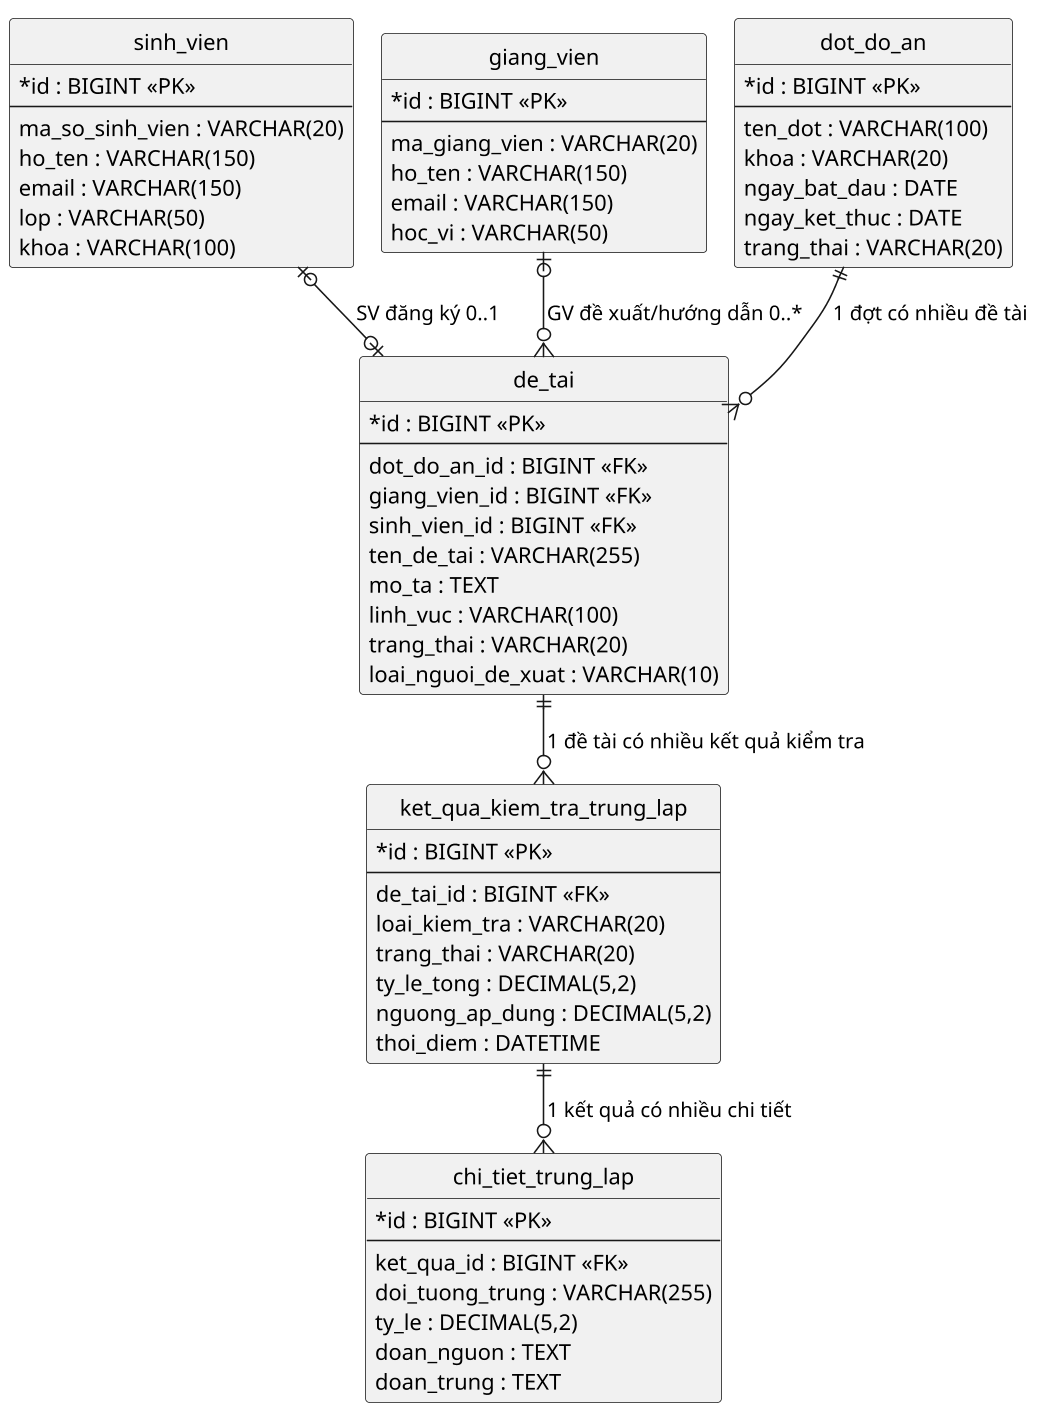 sinh_vien
*id : BIGINT «PK»
ma_so_sinh_vien : VARCHAR(20)
ho_ten : VARCHAR(150)
email : VARCHAR(150)
lop : VARCHAR(50)
khoa : VARCHAR(100)
giang_vien
*id : BIGINT «PK»
ma_giang_vien : VARCHAR(20)
ho_ten : VARCHAR(150)
email : VARCHAR(150)
hoc_vi : VARCHAR(50)
dot_do_an
*id : BIGINT «PK»
ten_dot : VARCHAR(100)
khoa : VARCHAR(20)
ngay_bat_dau : DATE
ngay_ket_thuc : DATE
trang_thai : VARCHAR(20)
SV đăng ký 0..1
GV đề xuất/hướng dẫn 0..*
1 đợt có nhiều đề tài
de_tai
*id : BIGINT «PK»
dot_do_an_id : BIGINT «FK»
giang_vien_id : BIGINT «FK»
sinh_vien_id : BIGINT «FK»
ten_de_tai : VARCHAR(255)
mo_ta : TEXT
linh_vuc : VARCHAR(100)
trang_thai : VARCHAR(20)
loai_nguoi_de_xuat : VARCHAR(10)
1 đề tài có nhiều kết quả kiểm tra
ket_qua_kiem_tra_trung_lap
*id : BIGINT «PK»
de_tai_id : BIGINT «FK»
loai_kiem_tra : VARCHAR(20)
trang_thai : VARCHAR(20)
ty_le_tong : DECIMAL(5,2)
nguong_ap_dung : DECIMAL(5,2)
thoi_diem : DATETIME
1 kết quả có nhiều chi tiết
chi_tiet_trung_lap
*id : BIGINT «PK»
ket_qua_id : BIGINT «FK»
doi_tuong_trung : VARCHAR(255)
ty_le : DECIMAL(5,2)
doan_nguon : TEXT
doan_trung : TEXT